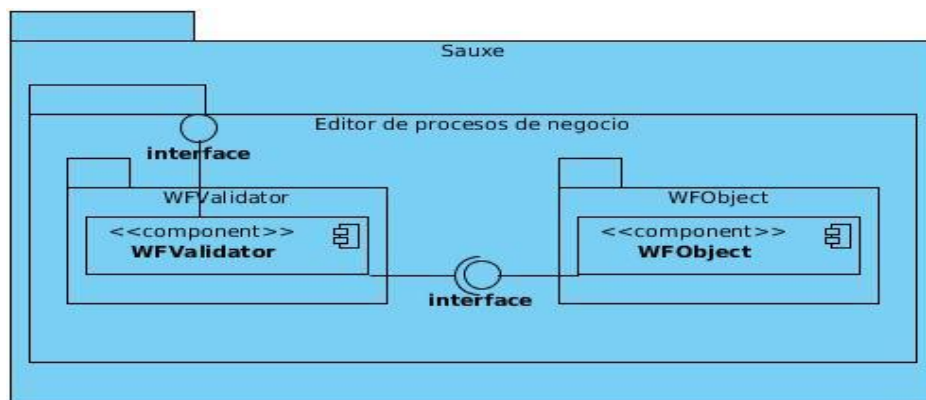 Sauxe
Editor de procesos de negocio
interface
WFValidator
WFObject
<<component>>
WFValidator
<<component>>
WFObject
interface